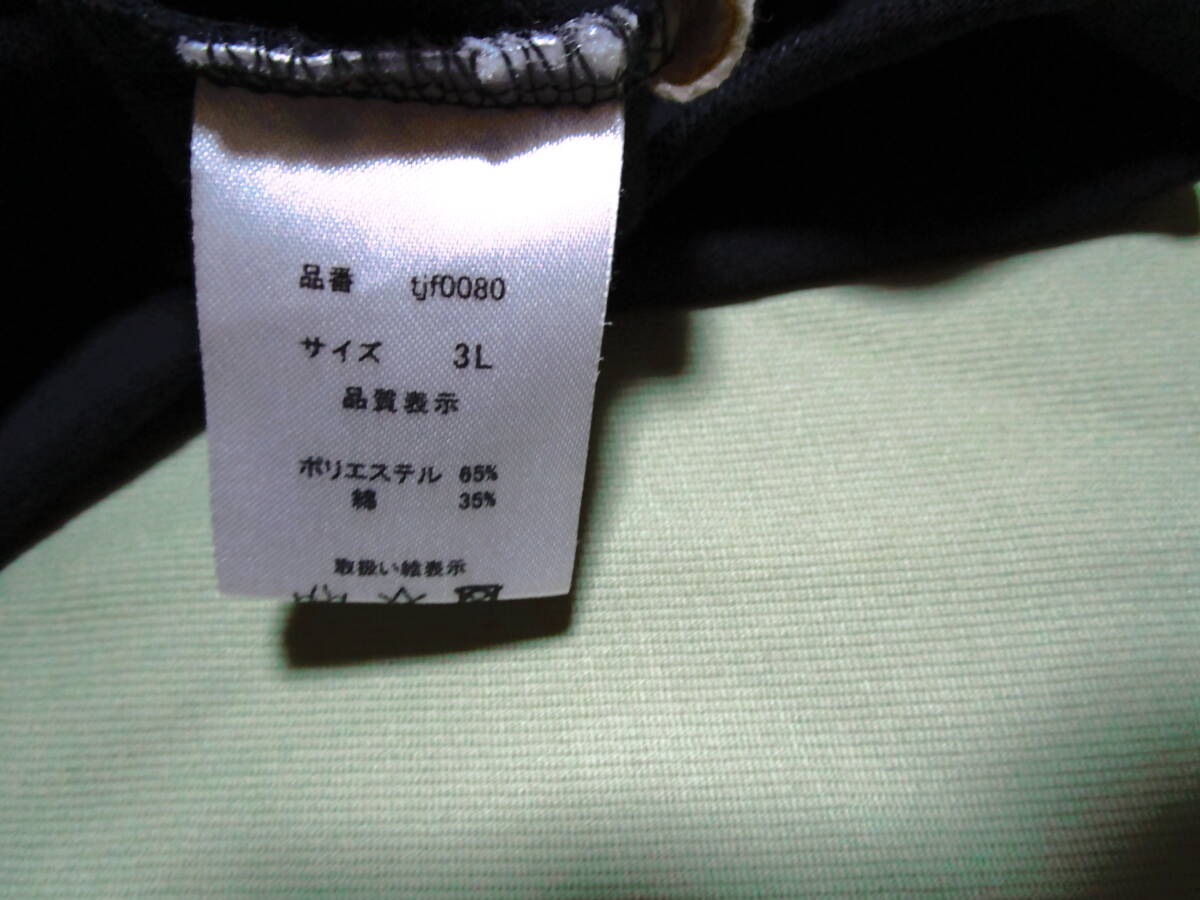 品番 tjf0080
サイズ 3L
品質表示
ポリエステル 65%
綿 35%
取扱い絵表示